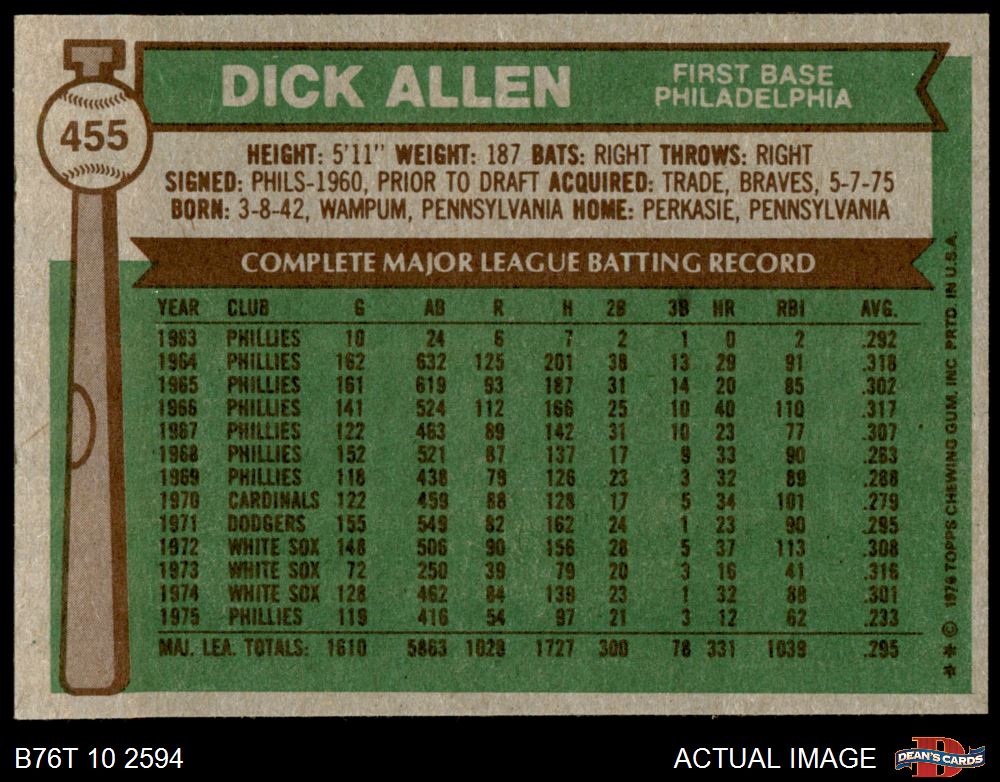 455
DICK ALLEN
FIRST BASE
PHILADELPHIA
HEIGHT: 5'11" WEIGHT: 187 BATS: RIGHT THROWS: RIGHT
SIGNED: PHILS-1960, PRIOR TO DRAFT ACQUIRED: TRADE, BRAVES, 5-7-75
BORN: 3-8-42, WAMPUM, PENNSYLVANIA HOME: PERKASIE, PENNSYLVANIA
COMPLETE MAJOR LEAGUE BATTING RECORD
YEAR CLUB G AB R H 2B 3B HR RBI AVG.
1963 PHILLIES 10 24 6 7 2 1 0 2 .292
1964 PHILLIES 162 632 125 201 38 13 29 91 .318
1965 PHILLIES 161 619 93 187 31 14 20 85 .302
1966 PHILLIES 141 524 112 166 25 10 40 110 .317
1967 PHILLIES 122 463 89 142 31 10 23 77 .307
1968 PHILLIES 152 521 87 137 17 9 33 90 .263
1969 PHILLIES 118 438 79 126 23 3 32 89 .288
1970 CARDINALS 122 459 88 128 17 5 34 101 .279
1971 DODGERS 155 549 82 162 24 1 23 90 .295
1972 WHITE SOX 148 506 90 156 28 5 37 113 .308
1973 WHITE SOX 72 250 39 79 20 3 16 41 .316
1974 WHITE SOX 128 462 84 139 23 1 32 88 .301
1975 PHILLIES 119 416 54 97 21 3 12 62 .233
MAJ. LEA. TOTALS: 1610 5863 1028 1727 300 78 331 1039 .295
** © 1976 TOPPS CHEWING GUM, INC PRTD. IN U.S.A.
B76T 10 2594
ACTUAL IMAGE
D
DEAN'S CARDS